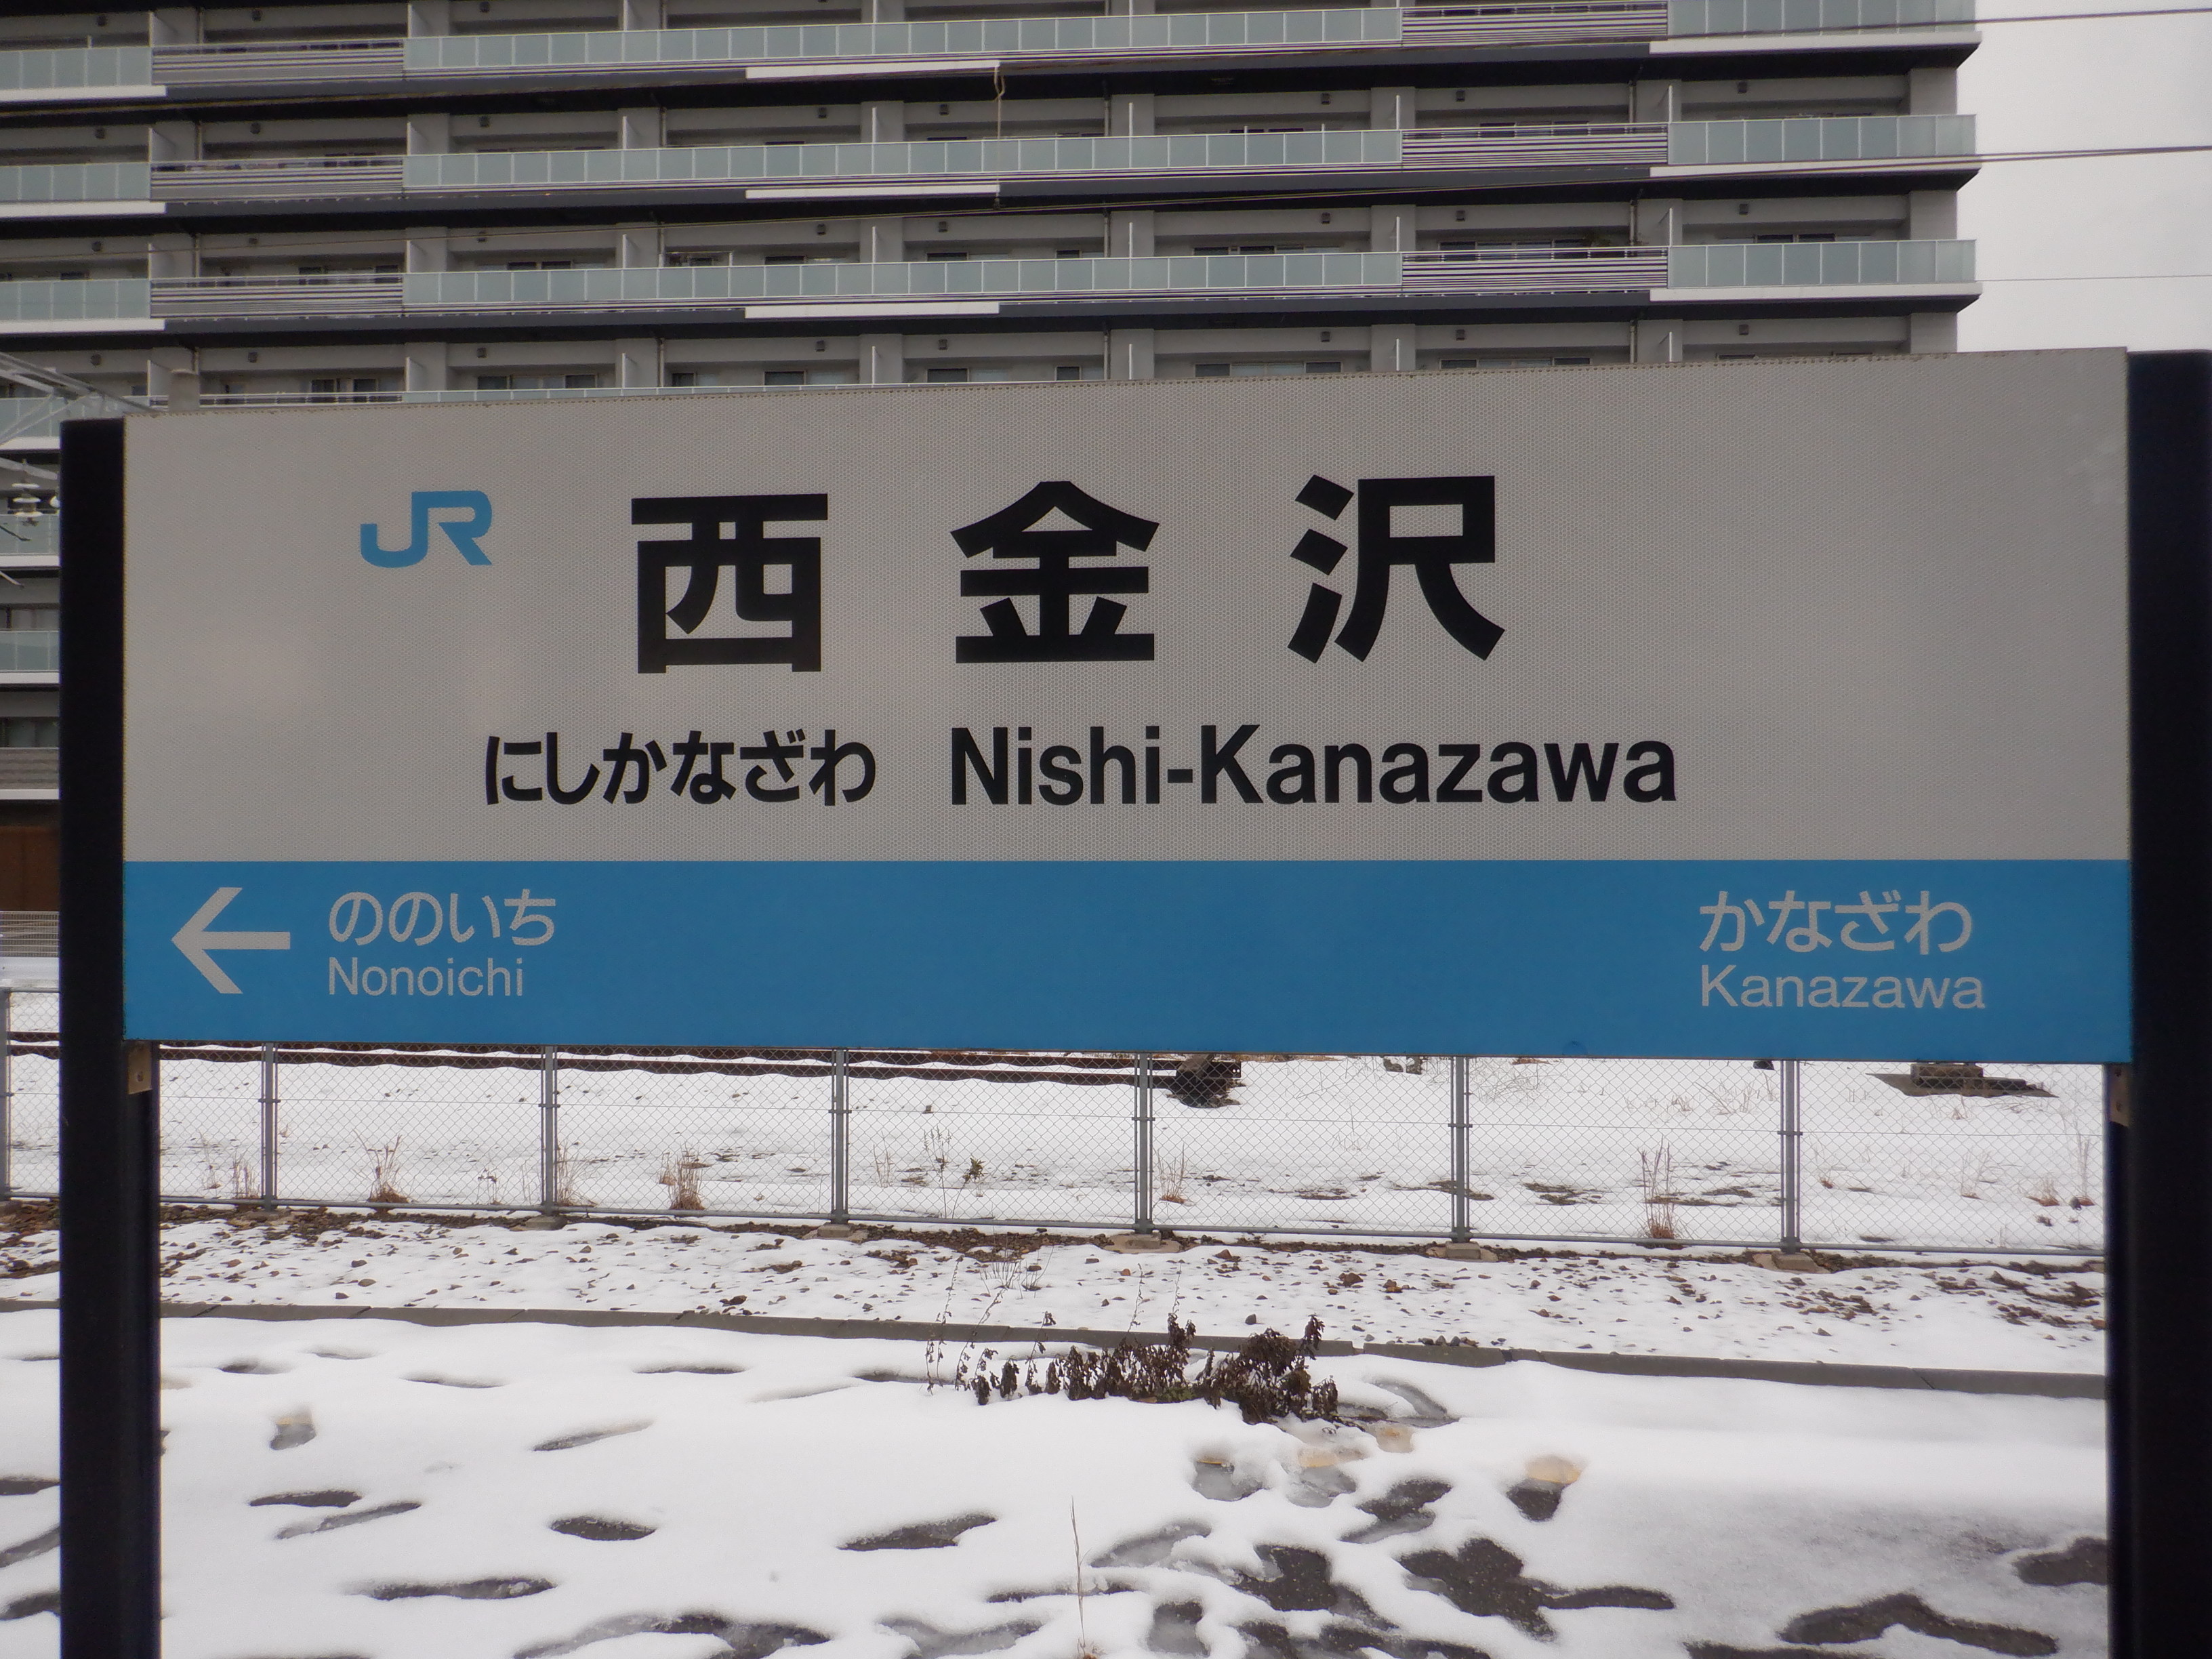 JR 西金沢
にしかなざわ Nishi-Kanazawa
← ののいち
Nonoichi
かなざわ
Kanazawa